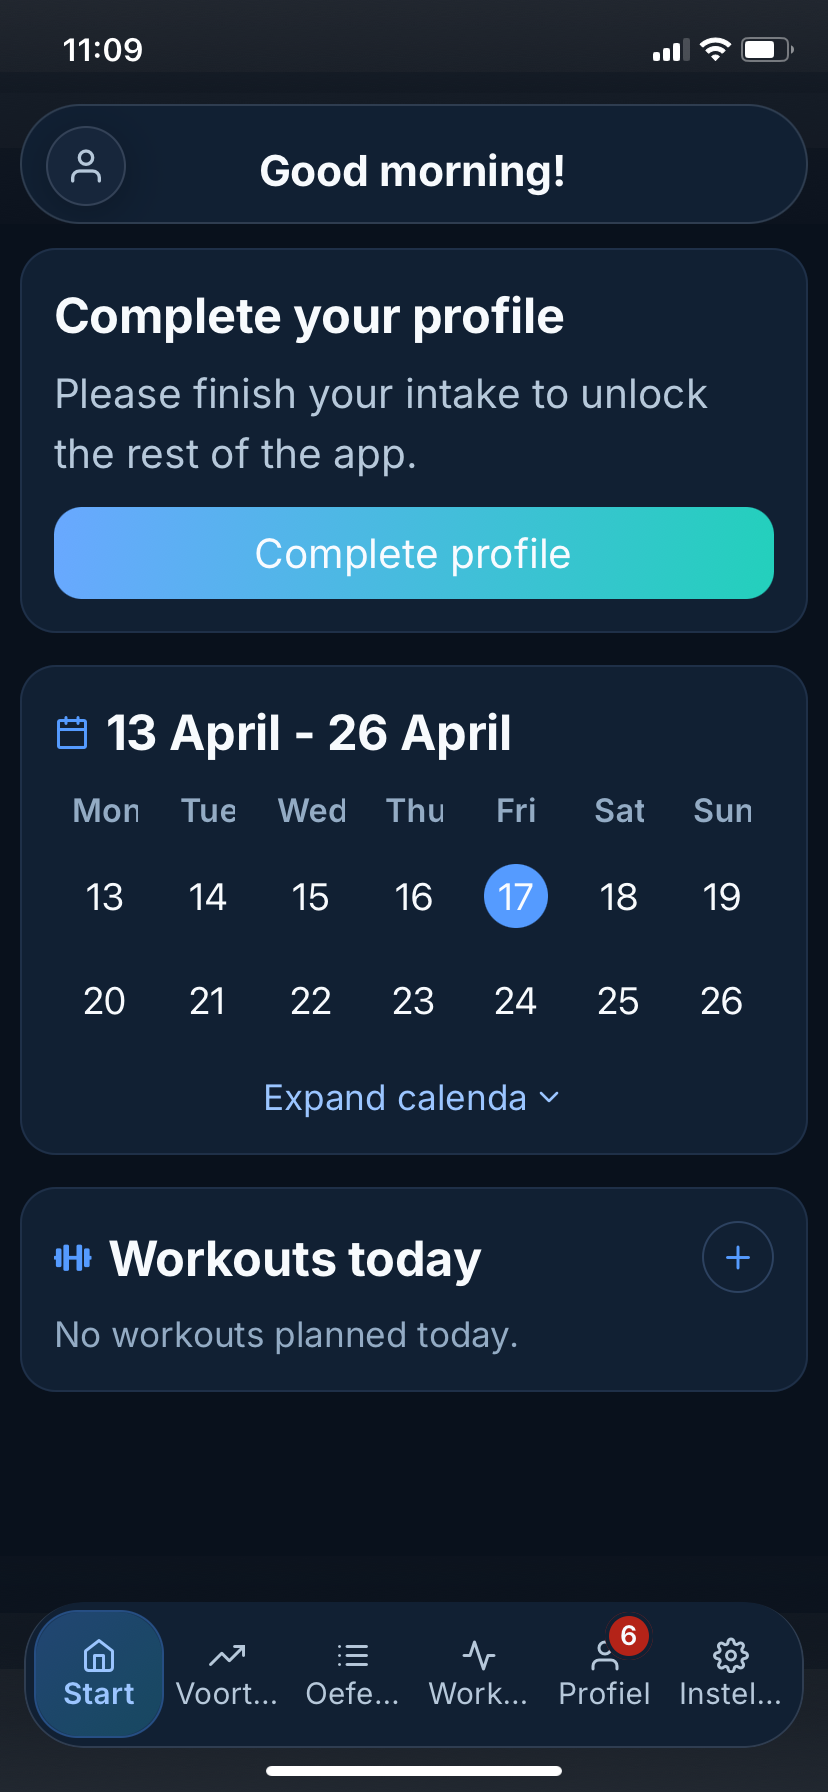 11:09
Good morning!
Complete your profile
Please finish your intake to unlock
the rest of the app.
Complete profile
13 April - 26 April
Mon Tue Wed Thu Fri Sat Sun
13 14 15 16 17 18 19
20 21 22 23 24 25 26
Expand calenda
Workouts today
No workouts planned today.
6
Start Voort... Oefe... Work... Profiel Instel...